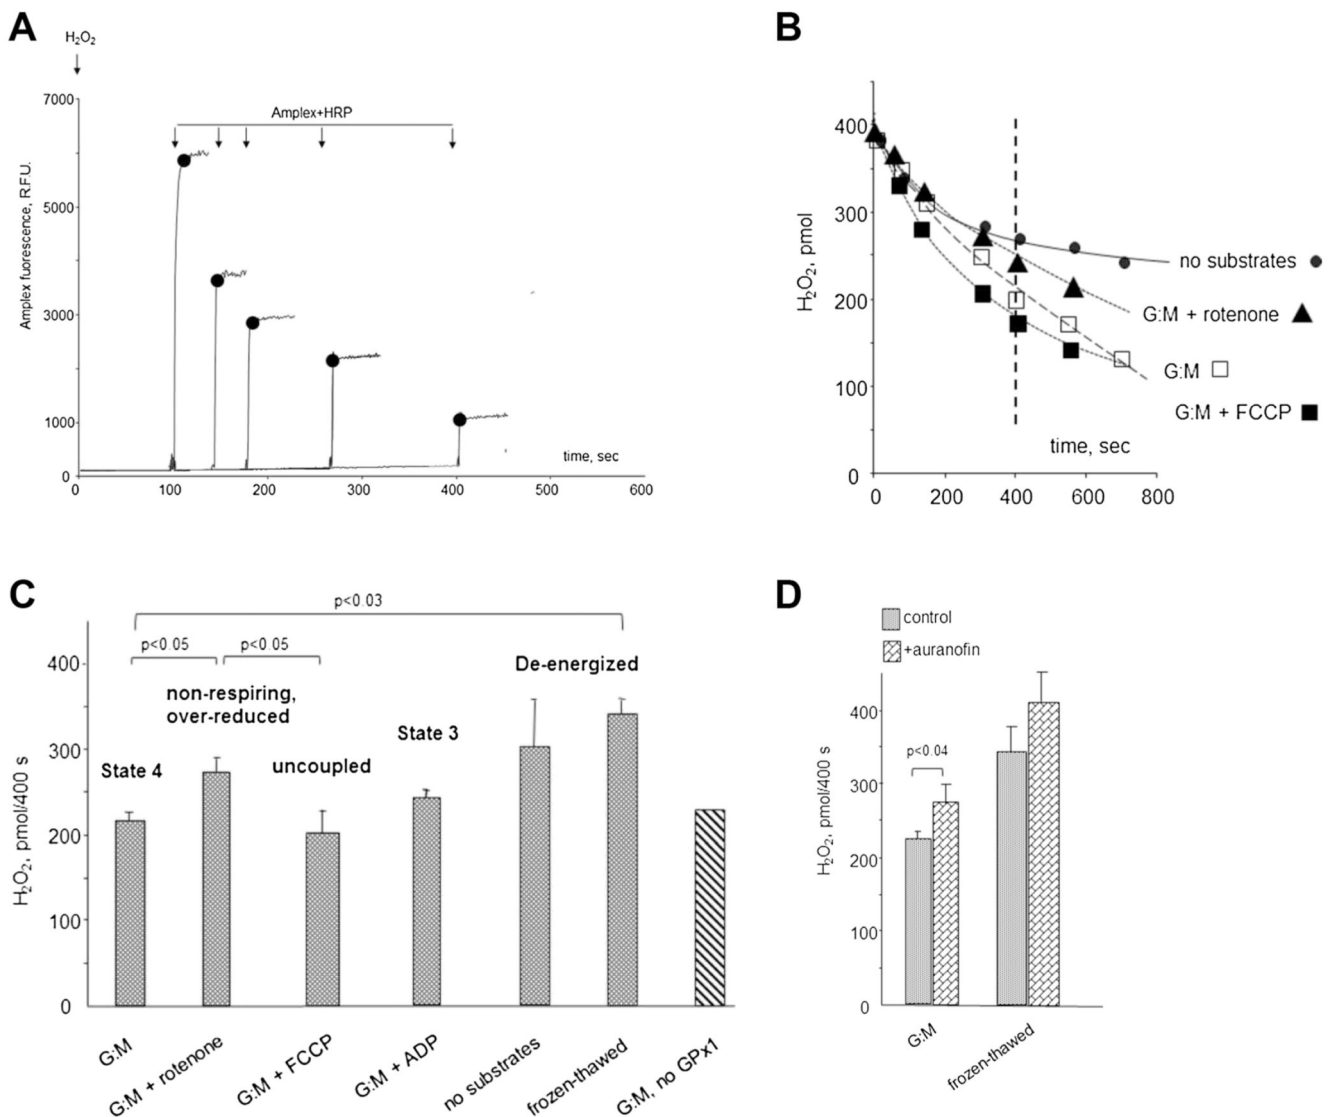 A
H₂O₂
7000
5000
3000
1000
0
Amplex fuorescence, R.F.U.
Amplex+HRP
time, sec
0 100 200 300 400 500 600
B
400
300
200
100
0
H₂O₂, pmol
no substrates
G:M + rotenone
G:M
G:M + FCCP
time, sec
0 200 400 600 800
C
p<0.03
p<0.05 p<0.05
400
300
200
100
0
H₂O₂, pmol/400 s
State 4
non-respiring,
over-reduced
uncoupled
State 3
De-energized
G:M
G:M + rotenone
G:M + FCCP
G:M + ADP
no substrates
frozen-thawed
G:M, no GPx1
D
control
+auranofin
p<0.04
400
300
200
100
0
H₂O₂, pmol/400 s
G:M
frozen-thawed